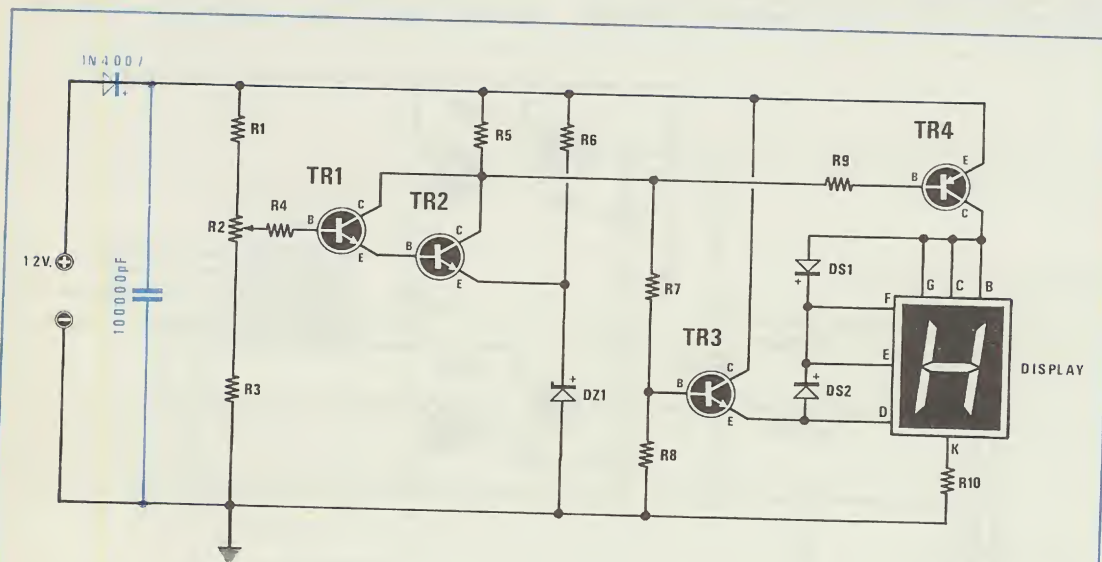 1N4007
R1
R5
R6
TR4
E
R9
B
C
TR1
TR2
R4
C
B
E
C
B
E
R2
12V.
100000pF
DS1
G
C
B
R7
F
TR3
C
E
DISPLAY
R3
DZ1
B
E
DS2
D
R8
K
R10